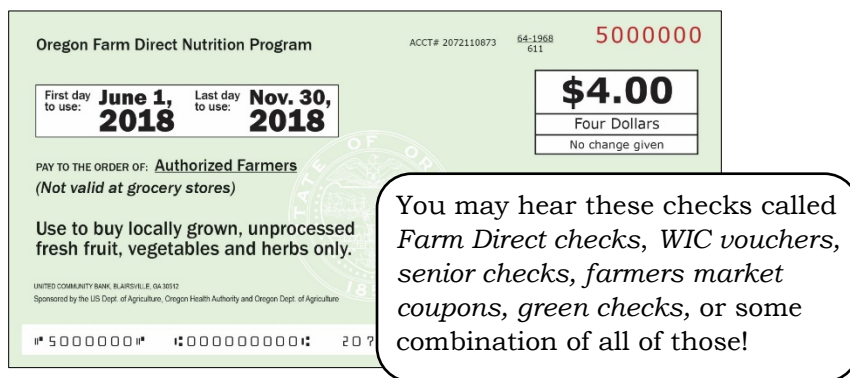 Oregon Farm Direct Nutrition Program
ACCT# 2072110873
64-1968
611
5000000
First day to use: June 1, 2018
Last day to use: Nov. 30, 2018
$4.00
Four Dollars
No change given
PAY TO THE ORDER OF: Authorized Farmers
(Not valid at grocery stores)
Use to buy locally grown, unprocessed
fresh fruit, vegetables and herbs only.
UNITED COMMUNITY BANK, BLAIRSVILLE, GA 30512
Sponsored by the US Dept. of Agriculture, Oregon Health Authority and Oregon Dept. of Agriculture
⑈5000000⑈ ⑆000000000⑆ 207
You may hear these checks called
Farm Direct checks, WIC vouchers,
senior checks, farmers market
coupons, green checks, or some
combination of all of those!